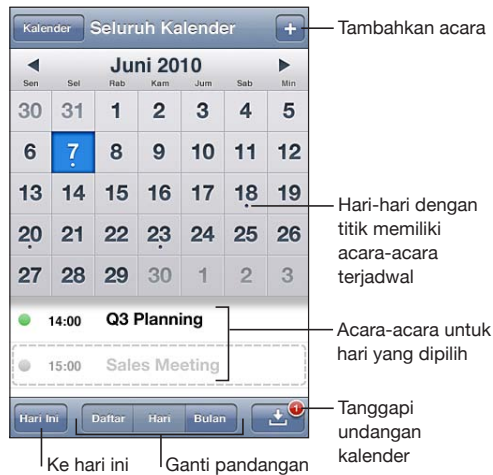 Kalender Seluruh Kalender +
Tambahkan acara
Juni 2010
Sen Sel Rab Kam Jum Sab Min
30 31 1 2 3 4 5
6 7 8 9 10 11 12
13 14 15 16 17 18 19
20 21 22 23 24 25 26
27 28 29 30 1 2 3
Hari-hari dengan
titik memiliki
acara-acara
terjadwal
14:00 Q3 Planning
15:00 Sales Meeting
Acara-acara untuk
hari yang dipilih
Hari Ini Daftar Hari Bulan 1
Tanggapi
undangan
kalender
Ke hari ini
Ganti pandangan